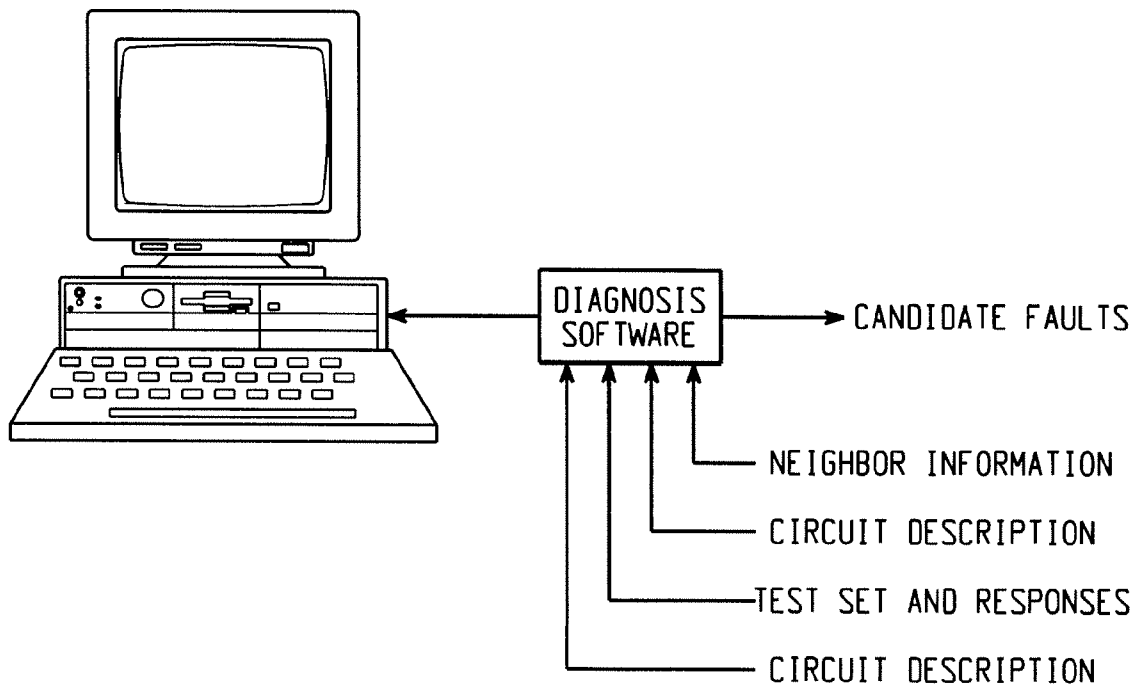 DIAGNOSIS
SOFTWARE
CANDIDATE FAULTS
NEIGHBOR INFORMATION
CIRCUIT DESCRIPTION
TEST SET AND RESPONSES
CIRCUIT DESCRIPTION